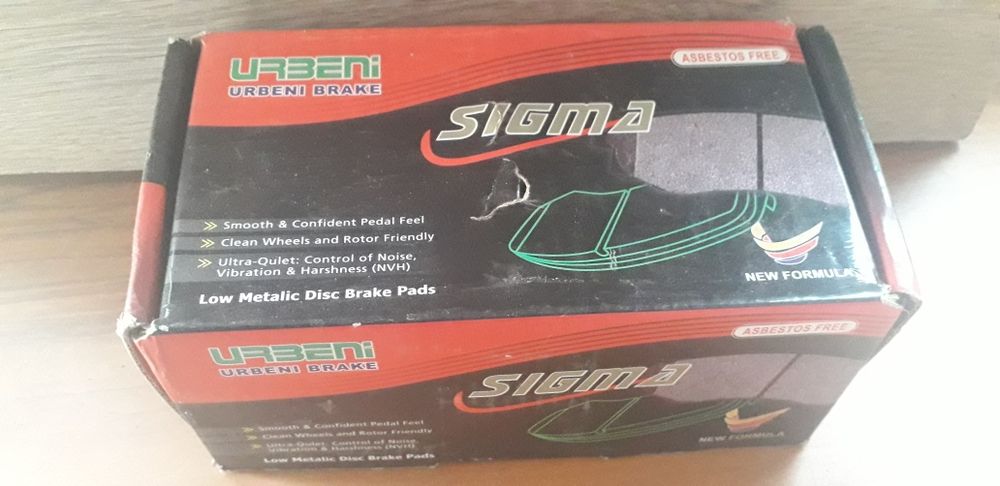 URBENi
URBENI BRAKE
ASBESTOS FREE
SIGMA
Smooth & Confident Pedal Feel
Clean Wheels and Rotor Friendly
Ultra-Qulet: Control of Noise,
Vibration & Harshness (NVH)
Low Metalic Disc Brake Pads
NEW FORMULA
URBENi
URBENI BRAKE
ASBESTOS FREE
SIGMA
Smooth & Confident Pedal Feel
Clean Wheels and Rotor Friendly
Ultra-Qulet: Control of Noise,
Vibration & Harshness (NVH)
Low Metalic Disc Brake Pads
NEW FORMULA